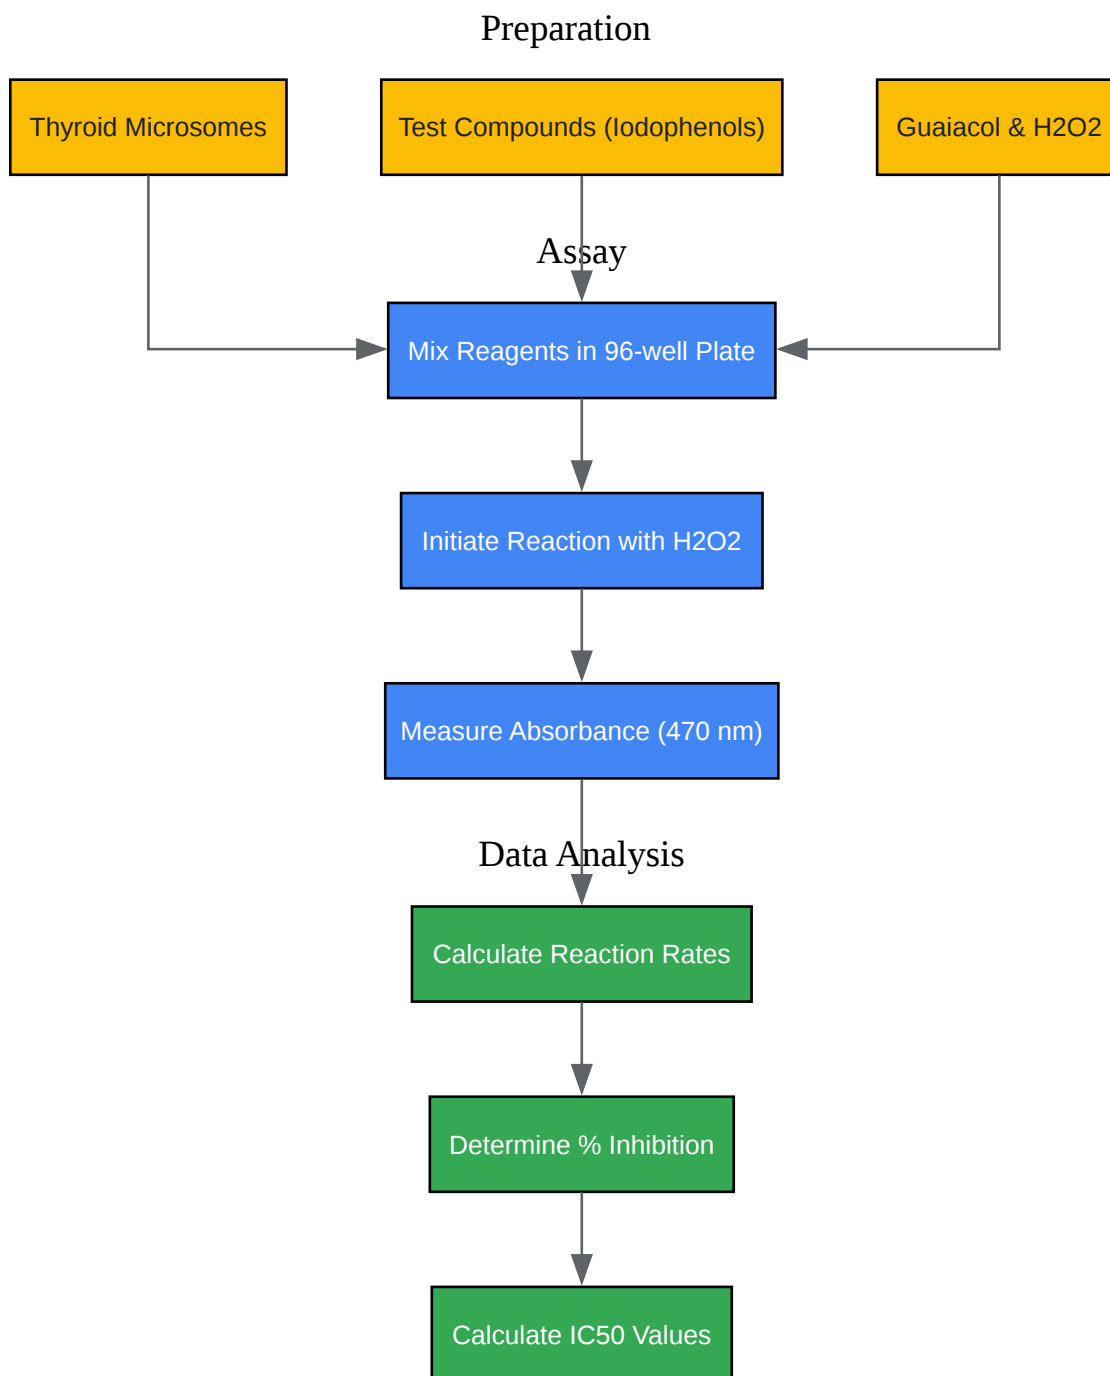 Preparation
Thyroid Microsomes
Test Compounds (Iodophenols)
Guaiacol & H2O2
Assay
Mix Reagents in 96-well Plate
Initiate Reaction with H2O2
Measure Absorbance (470 nm)
Data Analysis
Calculate Reaction Rates
Determine % Inhibition
Calculate IC50 Values